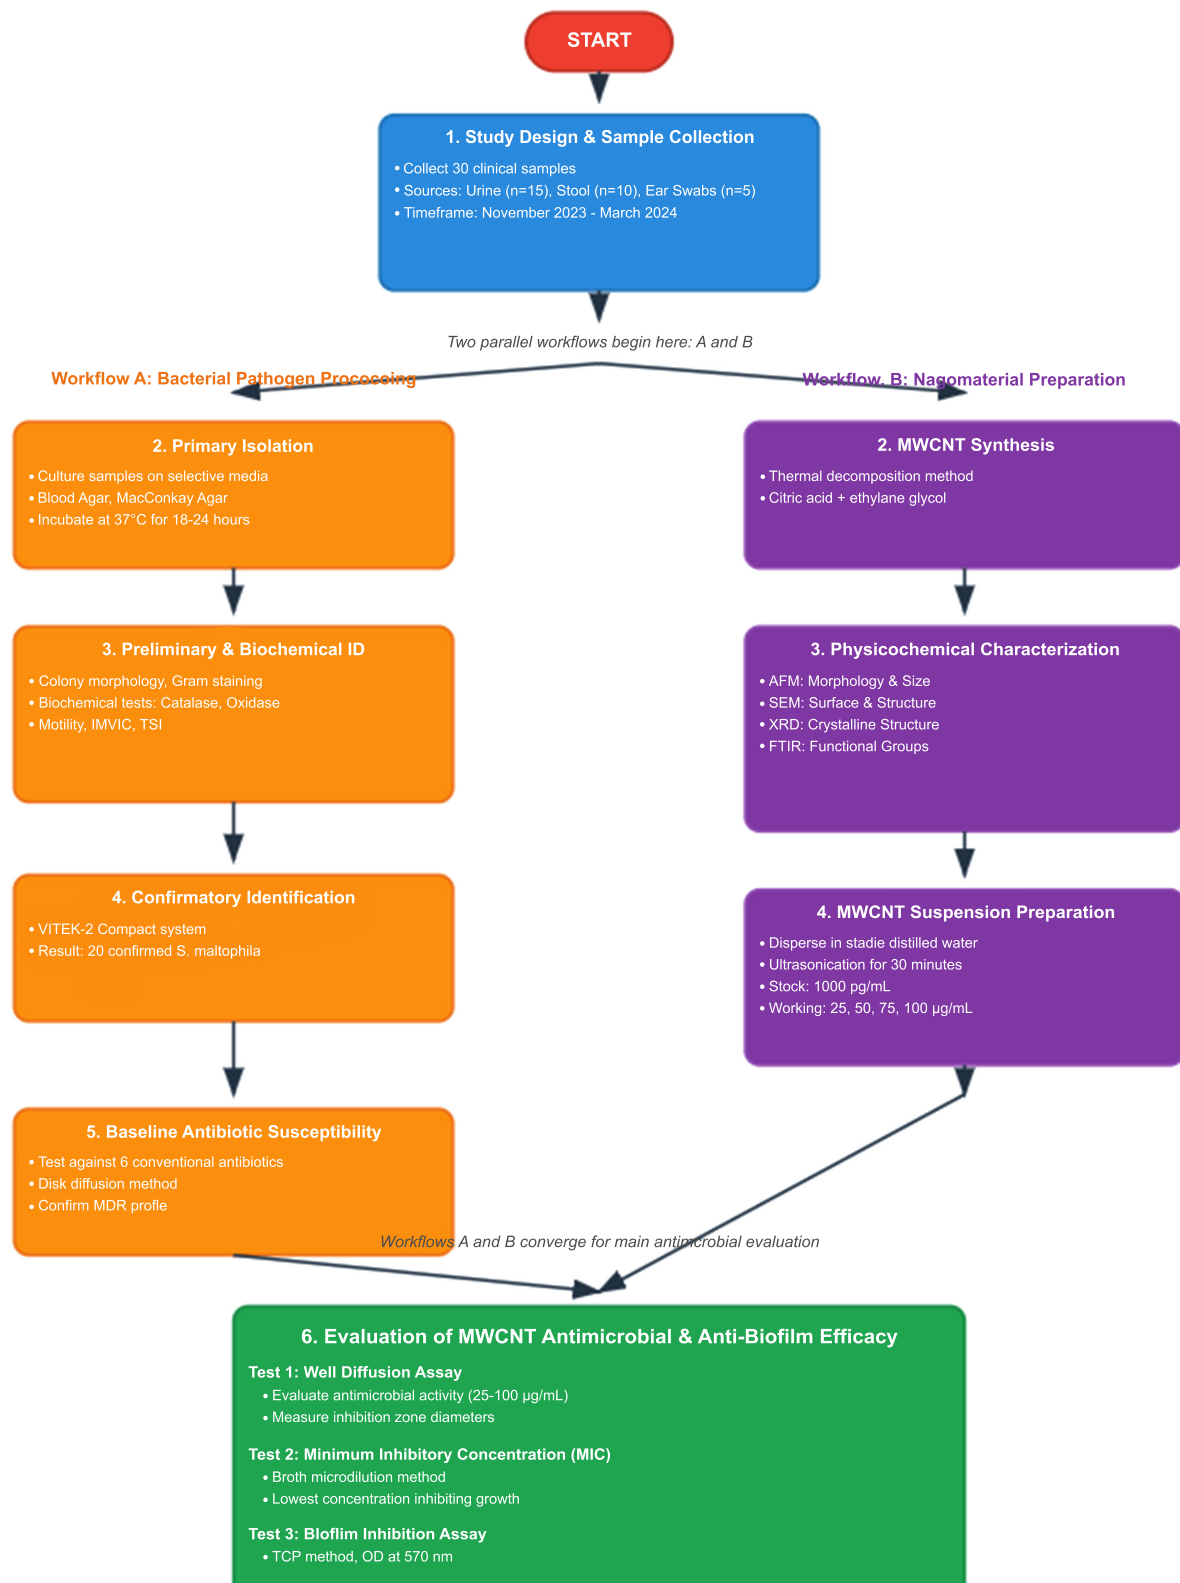 START
1. Study Design & Sample Collection
• Collect 30 clinical samples
• Sources: Urine (n=15), Stool (n=10), Ear Swabs (n=5)
• Timeframe: November 2023 - March 2024
Two parallel workflows begin here: A and B
Workflow A: Bacterial Pathogen Prococoing
2. Primary Isolation
• Culture samples on selective media
• Blood Agar, MacConkay Agar
• Incubate at 37°C for 18-24 hours
3. Preliminary & Biochemical ID
• Colony morphology, Gram staining
• Biochemical tests: Catalase, Oxidase
• Motility, IMVIC, TSI
4. Confirmatory Identification
• VITEK-2 Compact system
• Result: 20 confirmed S. maltophila
5. Baseline Antibiotic Susceptibility
• Test against 6 conventional antibiotics
• Disk diffusion method
• Confirm MDR profle
Workflow. B: Nagomaterial Preparation
2. MWCNT Synthesis
• Thermal decomposition method
• Citric acid + ethylane glycol
3. Physicochemical Characterization
• AFM: Morphology & Size
• SEM: Surface & Structure
• XRD: Crystalline Structure
• FTIR: Functional Groups
4. MWCNT Suspension Preparation
• Disperse in stadie distilled water
• Ultrasonication for 30 minutes
• Stock: 1000 pg/mL
• Working: 25, 50, 75, 100 µg/mL
Workflows A and B converge for main antimcrobial evaluation
6. Evaluation of MWCNT Antimicrobial & Anti-Biofilm Efficacy
Test 1: Well Diffusion Assay
• Evaluate antimicrobial activity (25-100 µg/mL)
• Measure inhibition zone diameters
Test 2: Minimum Inhibitory Concentration (MIC)
• Broth microdilution method
• Lowest concentration inhibiting growth
Test 3: Bloflim Inhibition Assay
• TCP method, OD at 570 nm